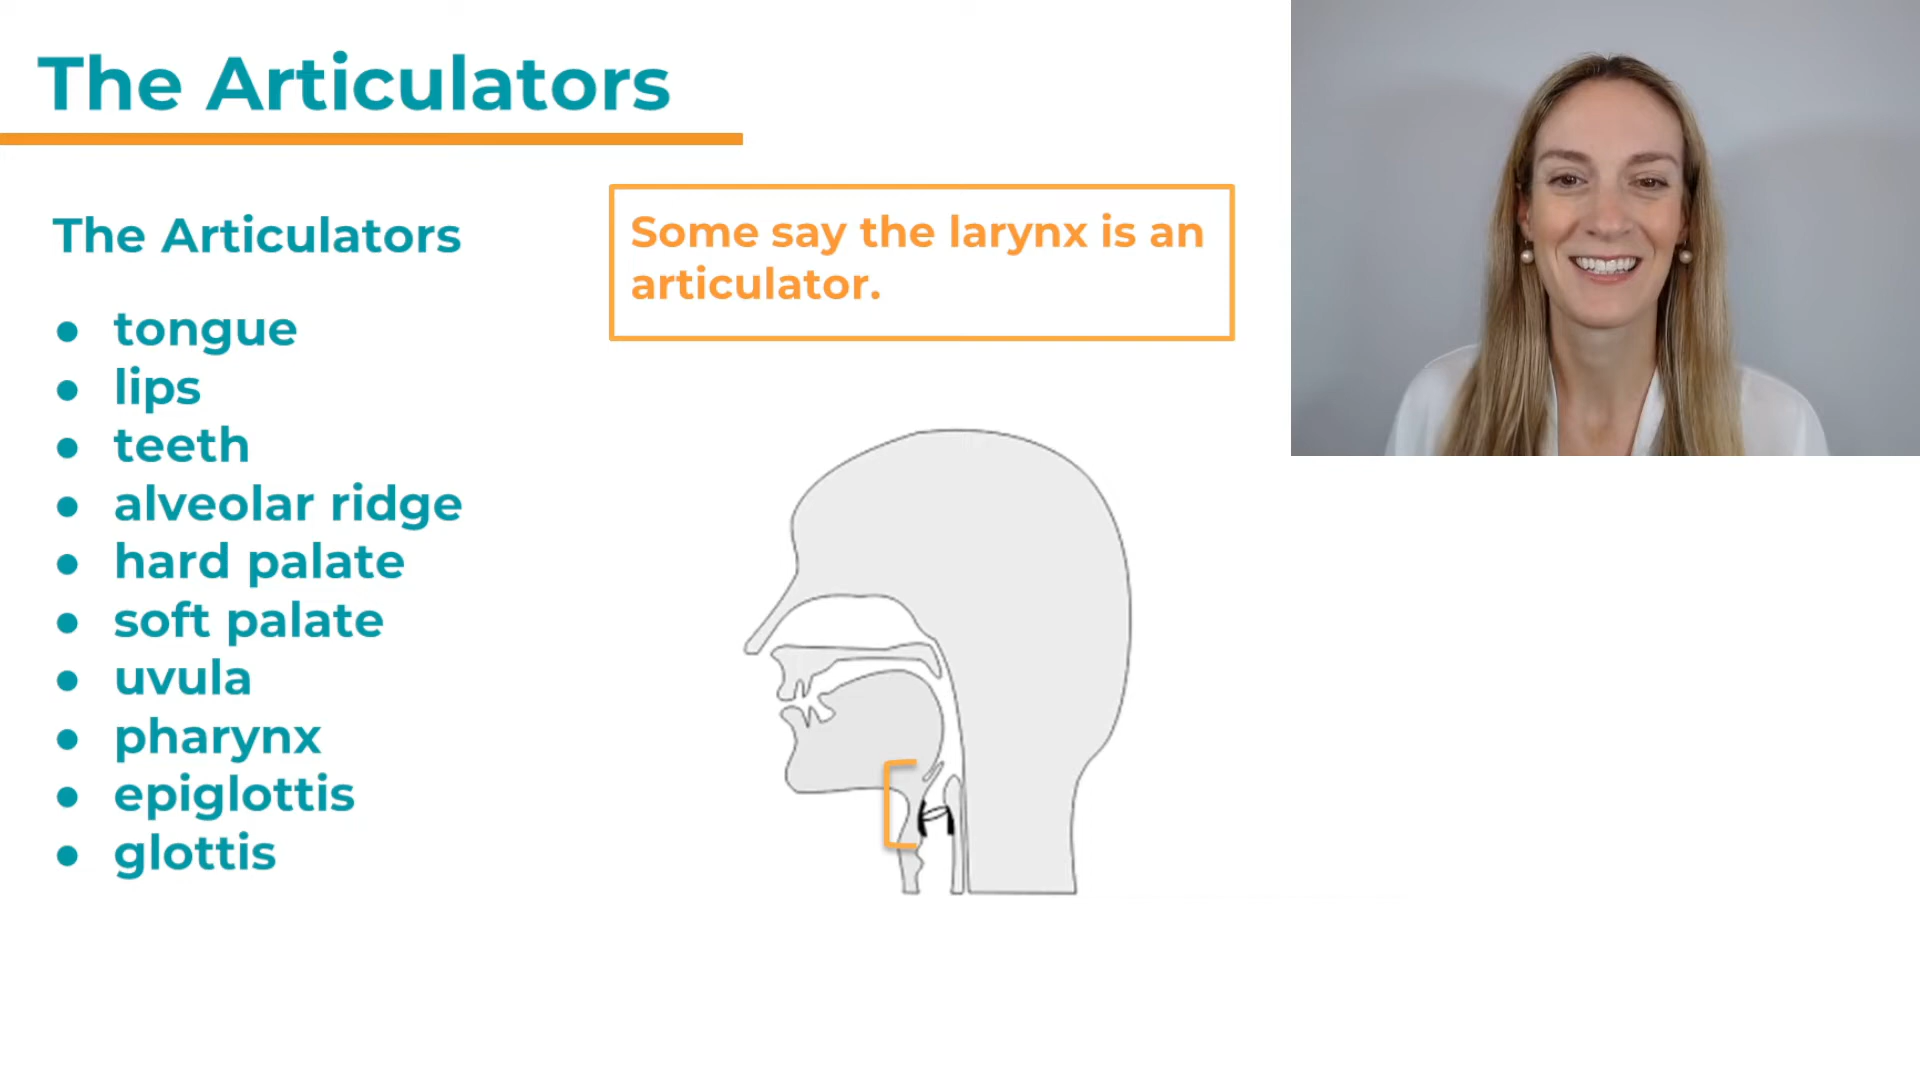 The Articulators
The Articulators
● tongue
● lips
● teeth
● alveolar ridge
● hard palate
● soft palate
● uvula
● pharynx
● epiglottis
● glottis
Some say the larynx is an
articulator.